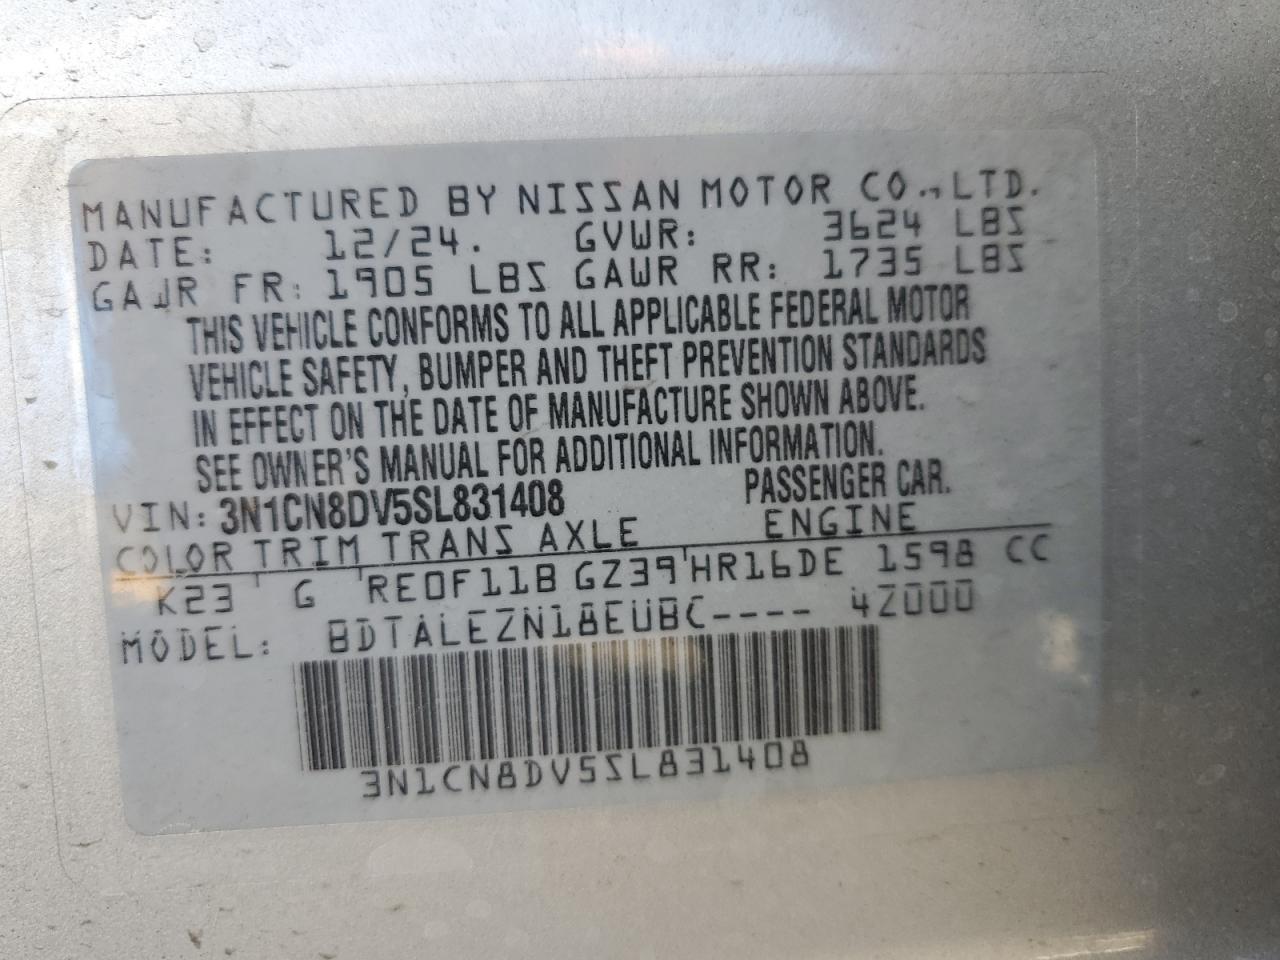 MANUFACTURED BY NISSAN MOTOR CO., LTD.
DATE: 12/24. GVWR: 3624 LBS
GAWR FR: 1905 LBS GAWR RR: 1735 LBS
THIS VEHICLE CONFORMS TO ALL APPLICABLE FEDERAL MOTOR
VEHICLE SAFETY, BUMPER AND THEFT PREVENTION STANDARDS
IN EFFECT ON THE DATE OF MANUFACTURE SHOWN ABOVE.
SEE OWNER'S MANUAL FOR ADDITIONAL INFORMATION.
VIN: 3N1CN8DV5SL831408 PASSENGER CAR.
COLOR TRIM TRANS AXLE ENGINE
K23 G RE0F11B GZ39 HR16DE 1598 CC
MODEL: BDTALEZN18EUBC---- 4Z000
3N1CN8DV5SL831408